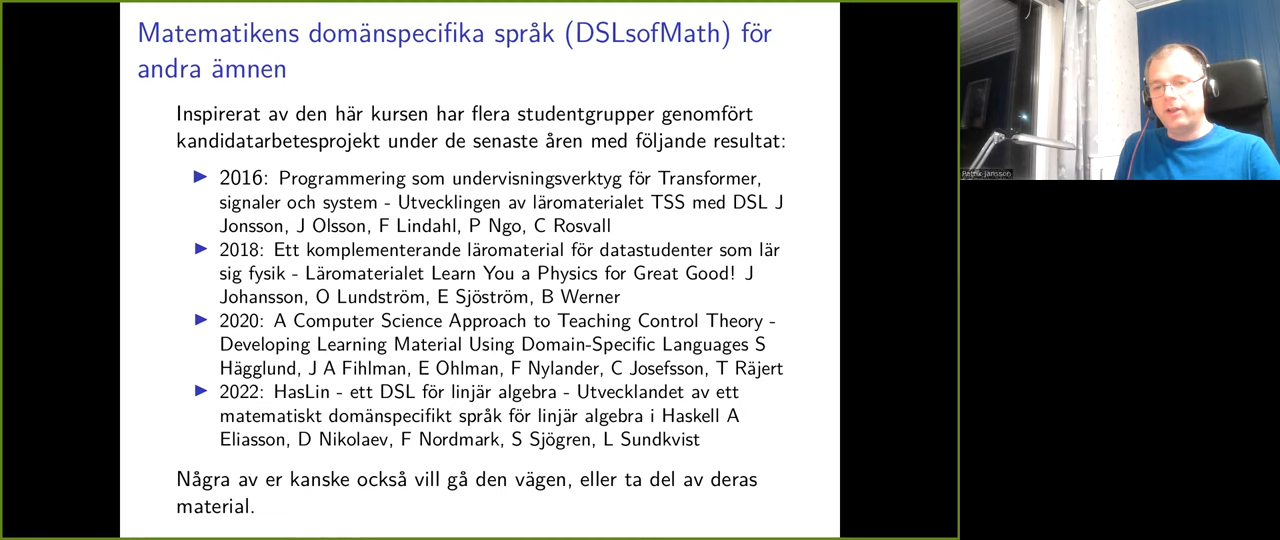 Matematikens domänspecifika språk (DSLsofMath) för
andra ämnen
Inspirerat av den här kursen har flera studentgrupper genomfört
kandidatarbetesprojekt under de senaste åren med följande resultat:
2016: Programmering som undervisningsverktyg för Transformer,
signaler och system - Utvecklingen av läromaterialet TSS med DSL J
Jonsson, J Olsson, F Lindahl, P Ngo, C Rosvall
2018: Ett komplementerande läromaterial för datastudenter som lär
sig fysik - Läromaterialet Learn You a Physics for Great Good! J
Johansson, O Lundström, E Sjöström, B Werner
2020: A Computer Science Approach to Teaching Control Theory -
Developing Learning Material Using Domain-Specific Languages S
Hägglund, J A Fihlman, E Ohlman, F Nylander, C Josefsson, T Räjert
2022: HasLin - ett DSL för linjär algebra - Utvecklandet av ett
matematiskt domänspecifikt språk för linjär algebra i Haskell A
Eliasson, D Nikolaev, F Nordmark, S Sjögren, L Sundkvist
Några av er kanske också vill gå den vägen, eller ta del av deras
material.
Patrik Jansson